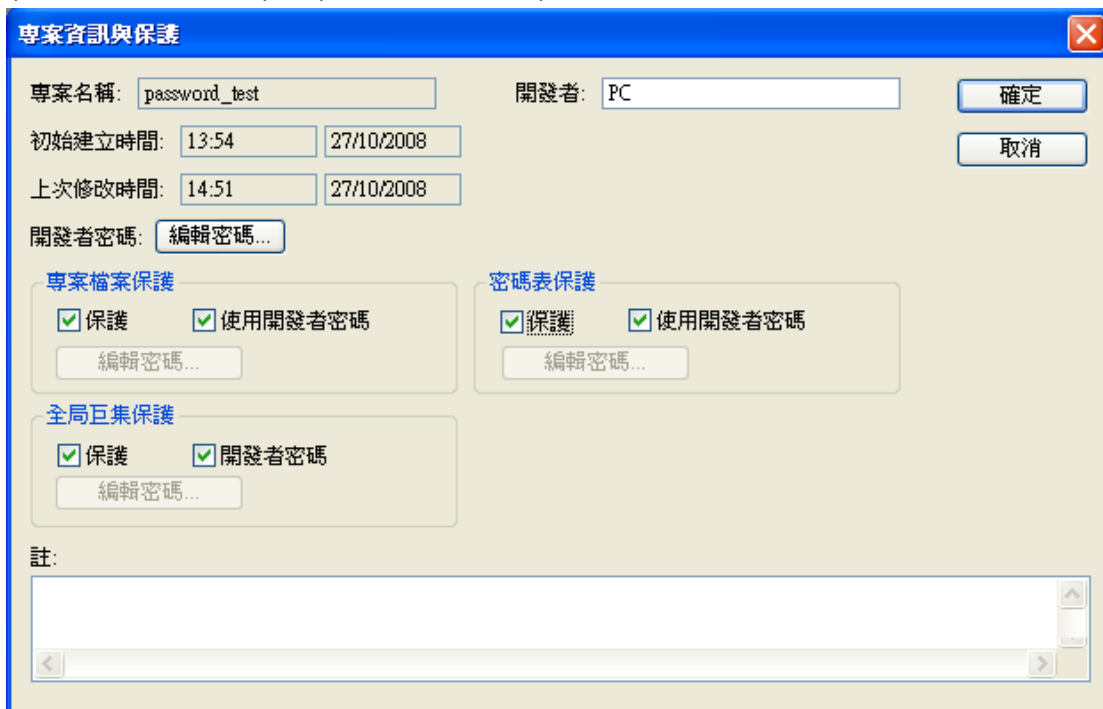 專案資訊與保護
專案名稱: password_test 開發者: PC 確定
初始建立時間: 13:54 27/10/2008 取消
上次修改時間: 14:51 27/10/2008
開發者密碼: 編輯密碼...
專案檔案保護 密碼表保護
保護 使用開發者密碼 保護 使用開發者密碼
編輯密碼... 編輯密碼...
全局巨集保護
保護 開發者密碼
編輯密碼...
註: